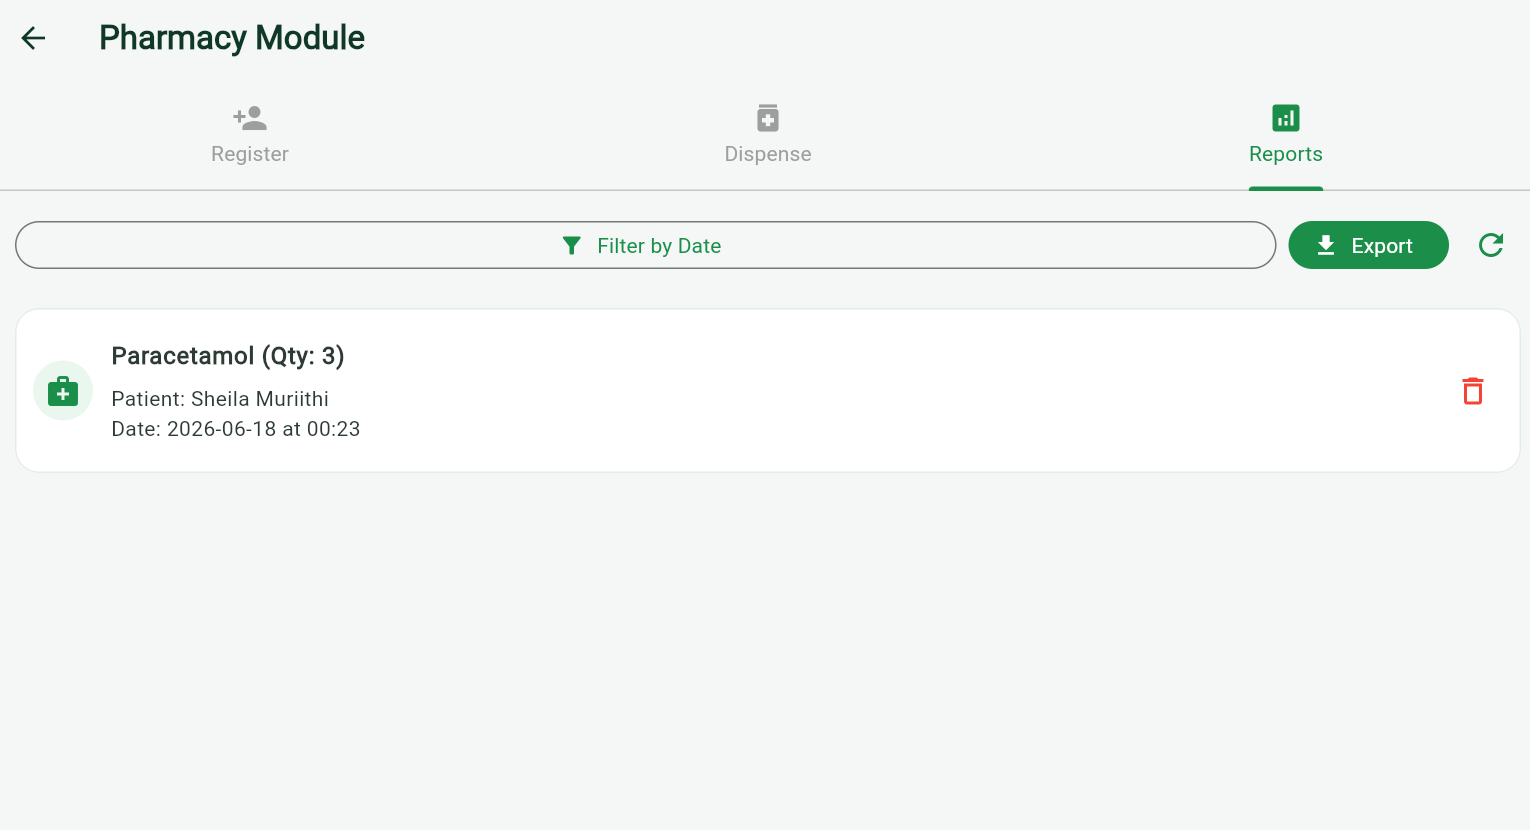 Pharmacy Module
Register
Dispense
Reports
Filter by Date
Export
Paracetamol (Qty: 3)
Patient: Sheila Muriithi
Date: 2026-06-18 at 00:23